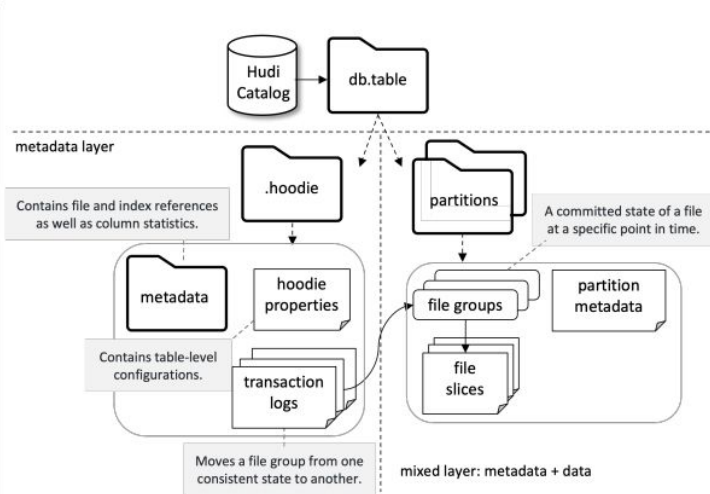 Hudi
Catalog
db.table
metadata layer
.hoodie
partitions
Contains file and index references
as well as column statistics.
A committed state of a file
at a specific point in time.
metadata
hoodie
properties
file groups
partition
metadata
Contains table-level
configurations.
transaction
logs
file
slices
Moves a file group from one
consistent state to another.
mixed layer: metadata + data